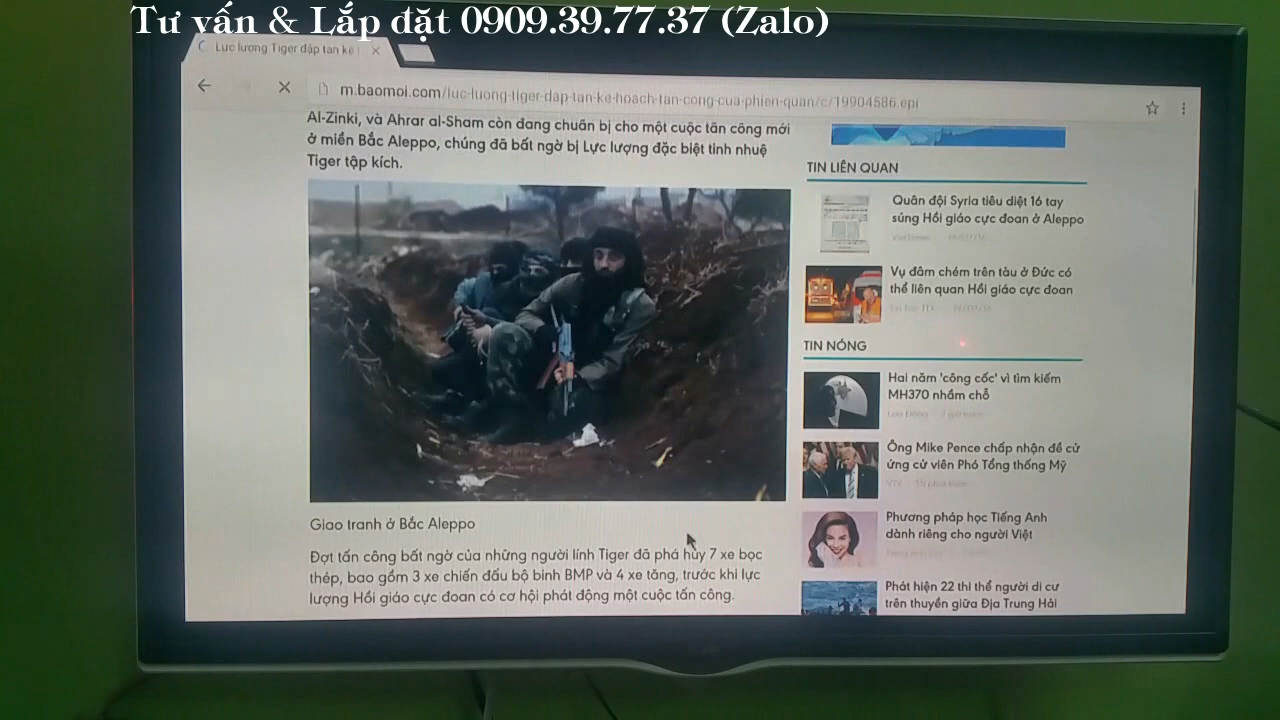 Tư vấn & Lắp đặt 0909.39.77.37 (Zalo)
Lực lượng Tiger đập tan kế
m.baomoi.com/luc-luong-tiger-dap-tan-ke-hoach-tan-cong-cua-phien-quan/c/19904586.epi
Al-Zinki, và Ahrar al-Sham còn đang chuẩn bị cho một cuộc tấn công mới
ở miền Bắc Aleppo, chúng đã bất ngờ bị Lực lượng đặc biệt tinh nhuệ
Tiger tập kích.
Giao tranh ở Bắc Aleppo
Đợt tấn công bất ngờ của những người lính Tiger đã phá hủy 7 xe bọc
thép, bao gồm 3 xe chiến đấu bộ binh BMP và 4 xe tăng, trước khi lực
lượng Hồi giáo cực đoan có cơ hội phát động một cuộc tấn công.
TIN LIÊN QUAN
Quân đội Syria tiêu diệt 16 tay
súng Hồi giáo cực đoan ở Aleppo
Vụ đâm chém trên tàu ở Đức có
thể liên quan Hồi giáo cực đoan
TIN NÓNG
Hai năm 'công cốc' vì tìm kiếm
MH370 nhầm chỗ
Lao Động
Ông Mike Pence chấp nhận đề cử
ứng cử viên Phó Tổng thống Mỹ
VTV
Phương pháp học Tiếng Anh
dành riêng cho người Việt
Phát hiện 22 thi thể người di cư
trên thuyền giữa Địa Trung Hải